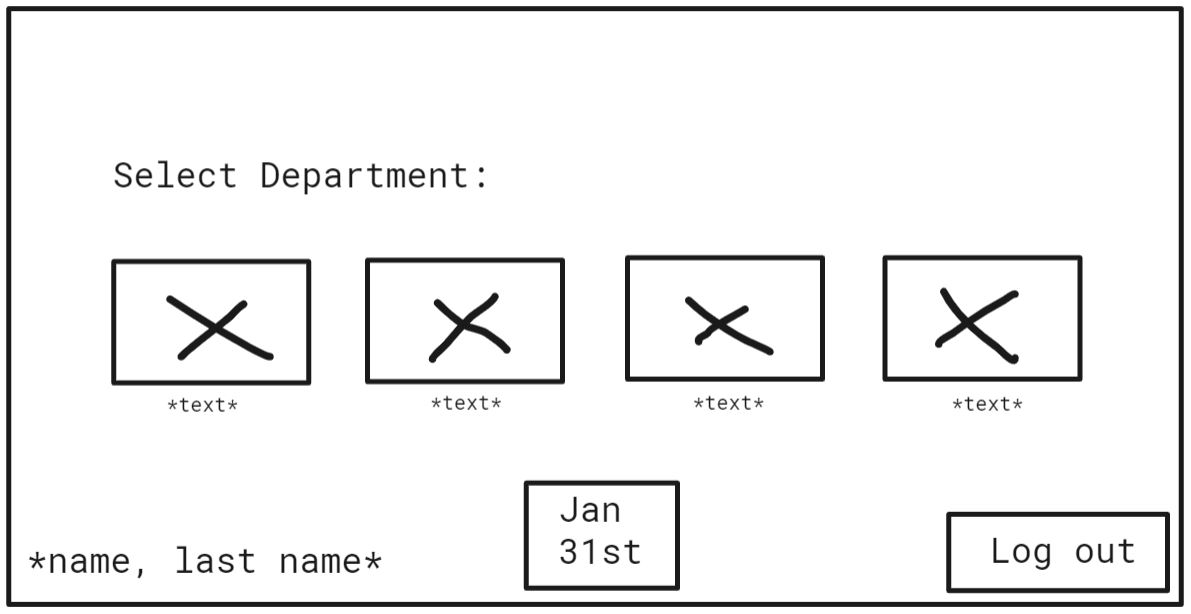 Select Department:
*text* *text* *text* *text*
Jan
31st
*name, last name*
Log out